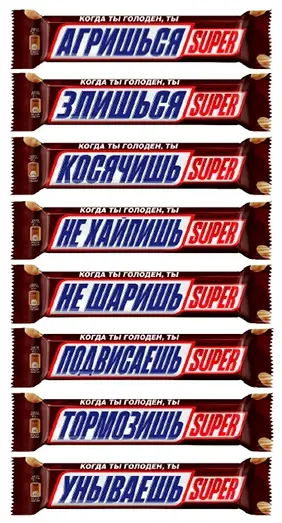 КОГДА ТЫ ГОЛОДЕН, ТЫ
АГРИШЬСЯ SUPER
КОГДА ТЫ ГОЛОДЕН, ТЫ
ЗЛИШЬСЯ SUPER
КОГДА ТЫ ГОЛОДЕН, ТЫ
КОСЯЧИШЬ SUPER
КОГДА ТЫ ГОЛОДЕН, ТЫ
НЕ ХАЙПИШЬ SUPER
КОГДА ТЫ ГОЛОДЕН, ТЫ
НЕ ШАРИШЬ SUPER
КОГДА ТЫ ГОЛОДЕН, ТЫ
ПОДВИСАЕШЬ SUPER
КОГДА ТЫ ГОЛОДЕН, ТЫ
ТОРМОЗИШЬ SUPER
КОГДА ТЫ ГОЛОДЕН, ТЫ
УНЫВАЕШЬ SUPER